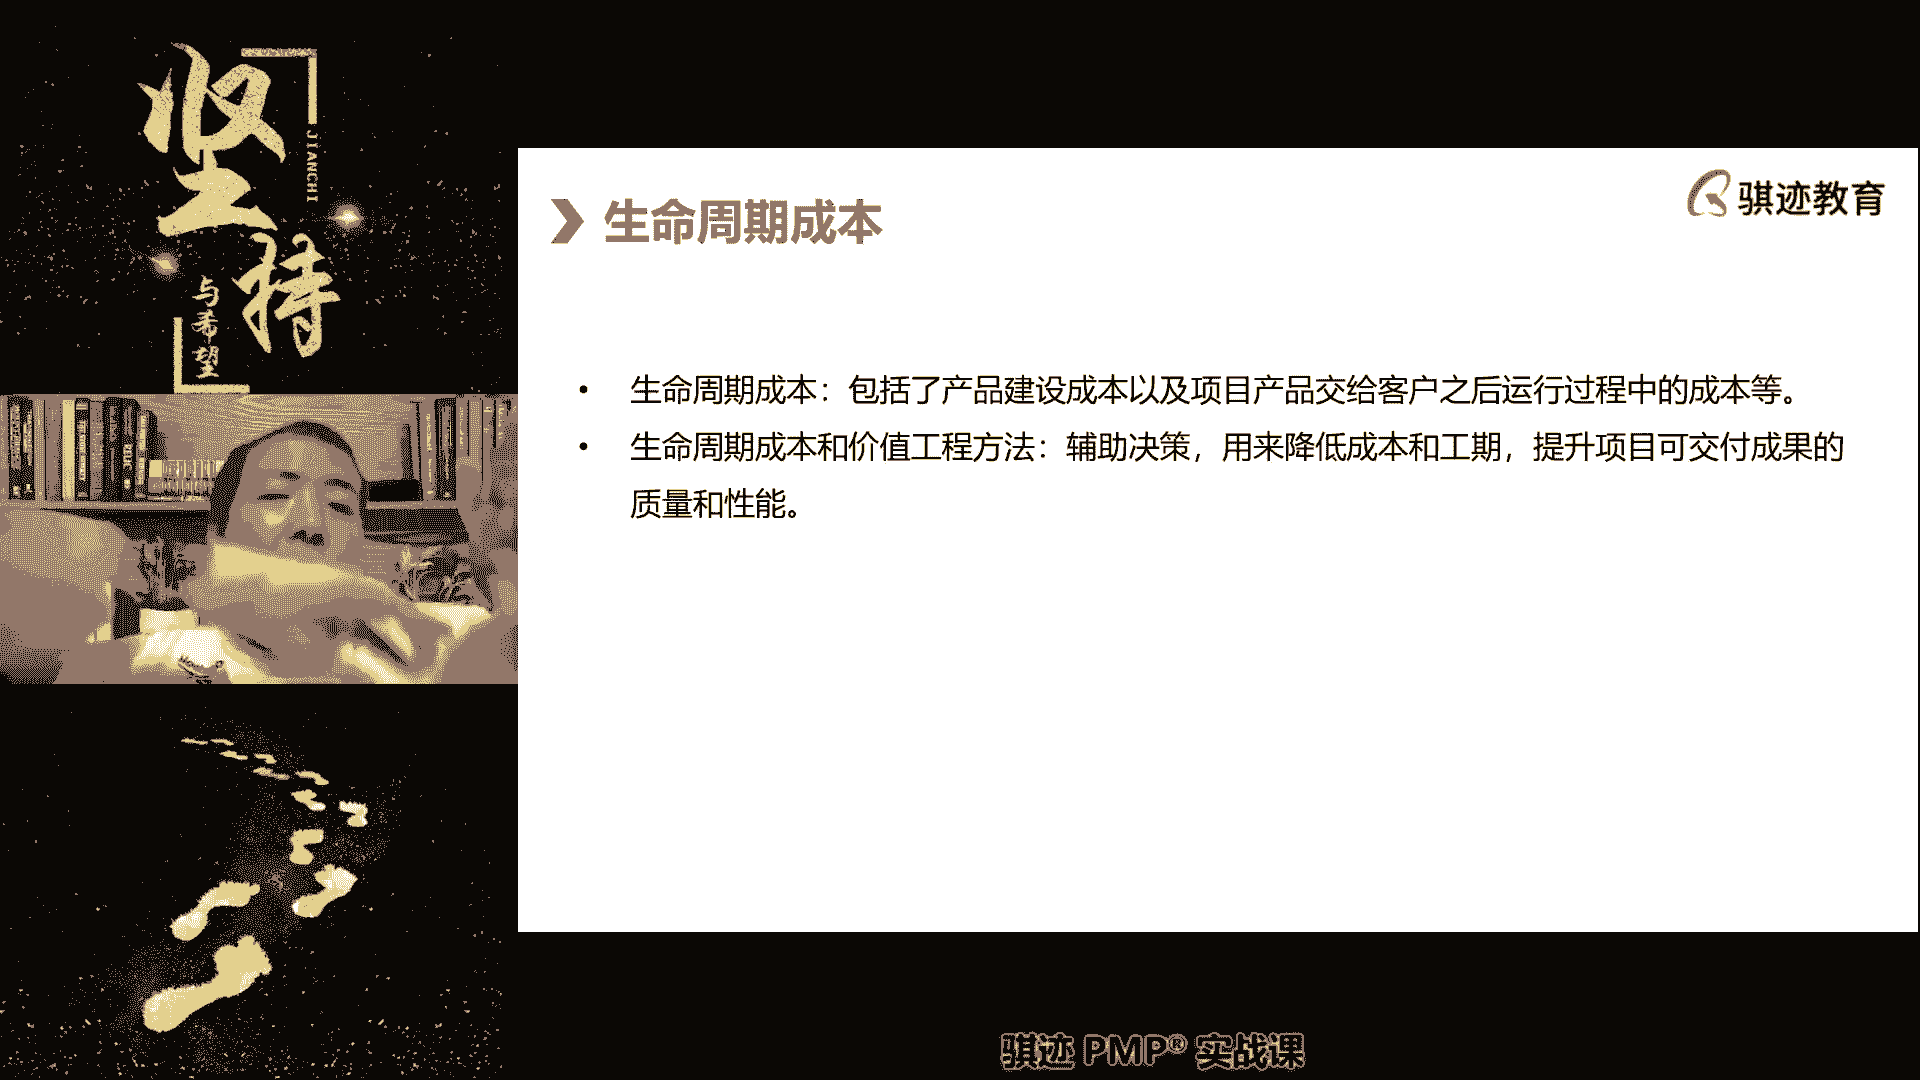 坚持
JIANCHI
与希望
骐迹教育
生命周期成本
• 生命周期成本：包括了产品建设成本以及项目产品交给客户之后运行过程中的成本等。
• 生命周期成本和价值工程方法：辅助决策，用来降低成本和工期，提升项目可交付成果的
质量和性能。
骐迹 PMP® 实战课